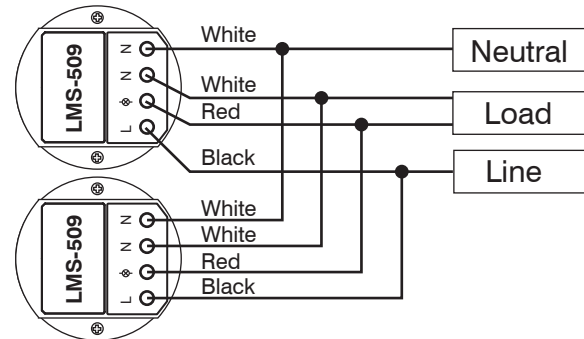 White
Neutral
LMS-509
N
N
L
White
Red
Load
Black
Line
White
White
Red
Black
LMS-509
N
N
L